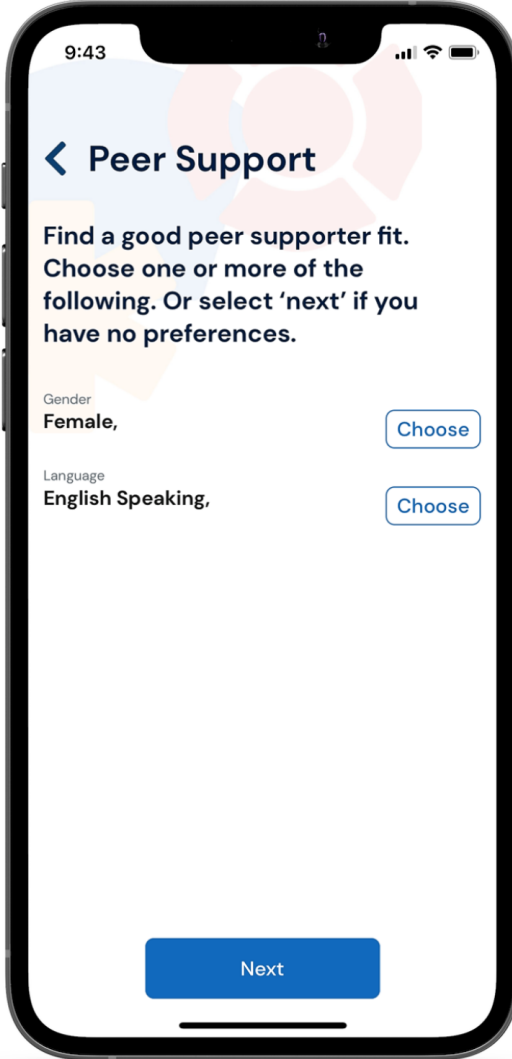 9:43
Peer Support
Find a good peer supporter fit.
Choose one or more of the
following. Or select ‘next’ if you
have no preferences.
Gender
Female,
Choose
Language
English Speaking,
Choose
Next